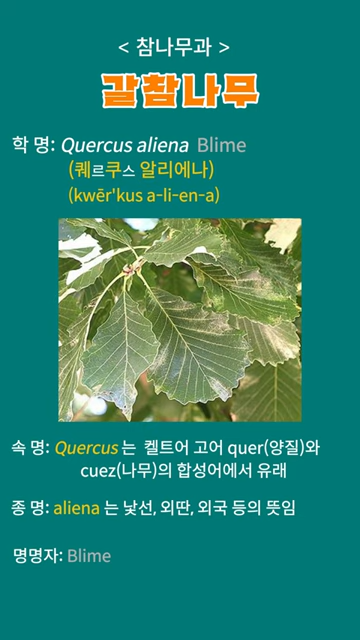 < 참나무과 >
갈참나무
학 명: Quercus aliena Blime
(퀘르쿠스 알리에나)
(kwēr'kus a-li-en-a)
속 명: Quercus 는 켈트어 고어 quer(양질)와
cuez(나무)의 합성어에서 유래
종 명: aliena 는 낯선, 외딴, 외국 등의 뜻임
명명자: Blime